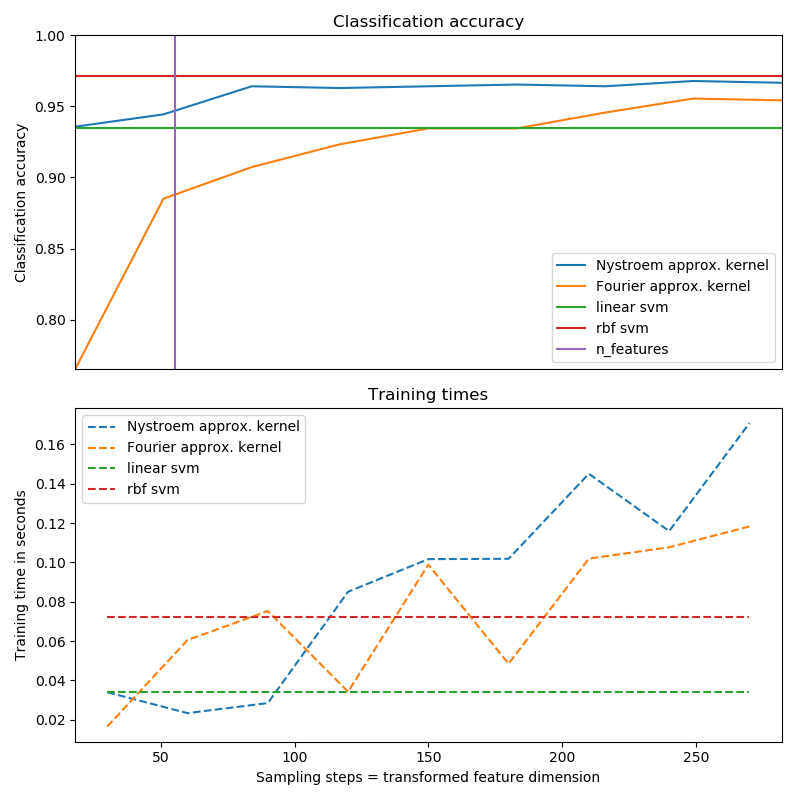 Classification accuracy
1.00
0.95
0.90
0.85
0.80
Classification accuracy
Nystroem approx. kernel
Fourier approx. kernel
linear svm
rbf svm
n_features
Training times
0.16
0.14
0.12
0.10
0.08
0.06
0.04
0.02
Training time in seconds
Nystroem approx. kernel
Fourier approx. kernel
linear svm
rbf svm
50 100 150 200 250
Sampling steps = transformed feature dimension